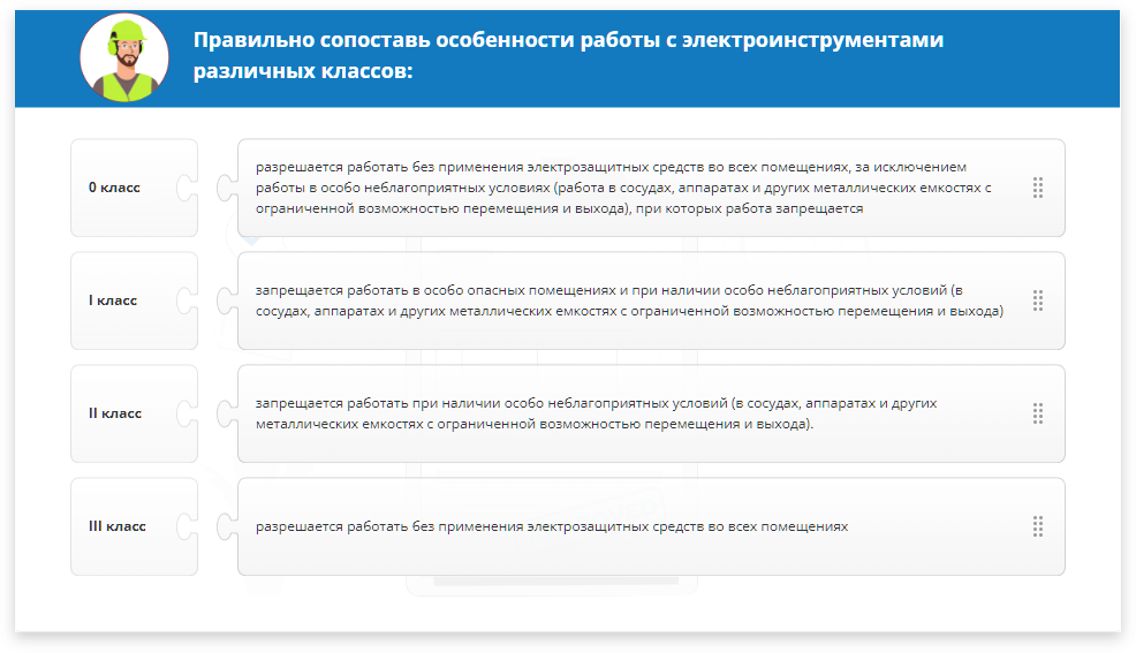 Правильно сопоставь особенности работы с электроинструментами
различных классов:
0 класс
разрешается работать без применения электрозащитных средств во всех помещениях, за исключением
работы в особо неблагоприятных условиях (работа в сосудах, аппаратах и других металлических емкостях с
ограниченной возможностью перемещения и выхода), при которых работа запрещается
I класс
запрещается работать в особо опасных помещениях и при наличии особо неблагоприятных условий (в
сосудах, аппаратах и других металлических емкостях с ограниченной возможностью перемещения и выхода)
II класс
запрещается работать при наличии особо неблагоприятных условий (в сосудах, аппаратах и других
металлических емкостях с ограниченной возможностью перемещения и выхода).
III класс
разрешается работать без применения электрозащитных средств во всех помещениях